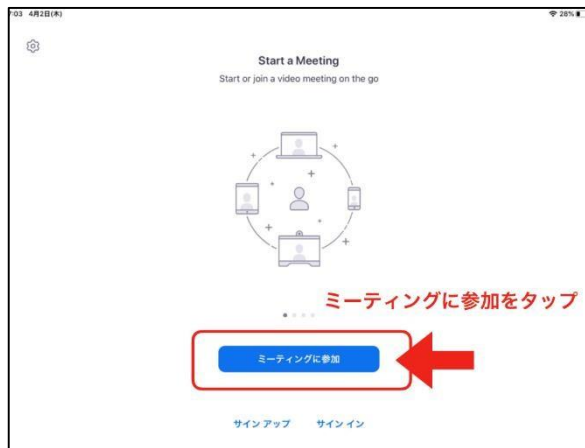 7:03 4月2日(木) 28%
Start a Meeting
Start or join a video meeting on the go
ミーティングに参加をタップ
ミーティングに参加
サインアップ サインイン